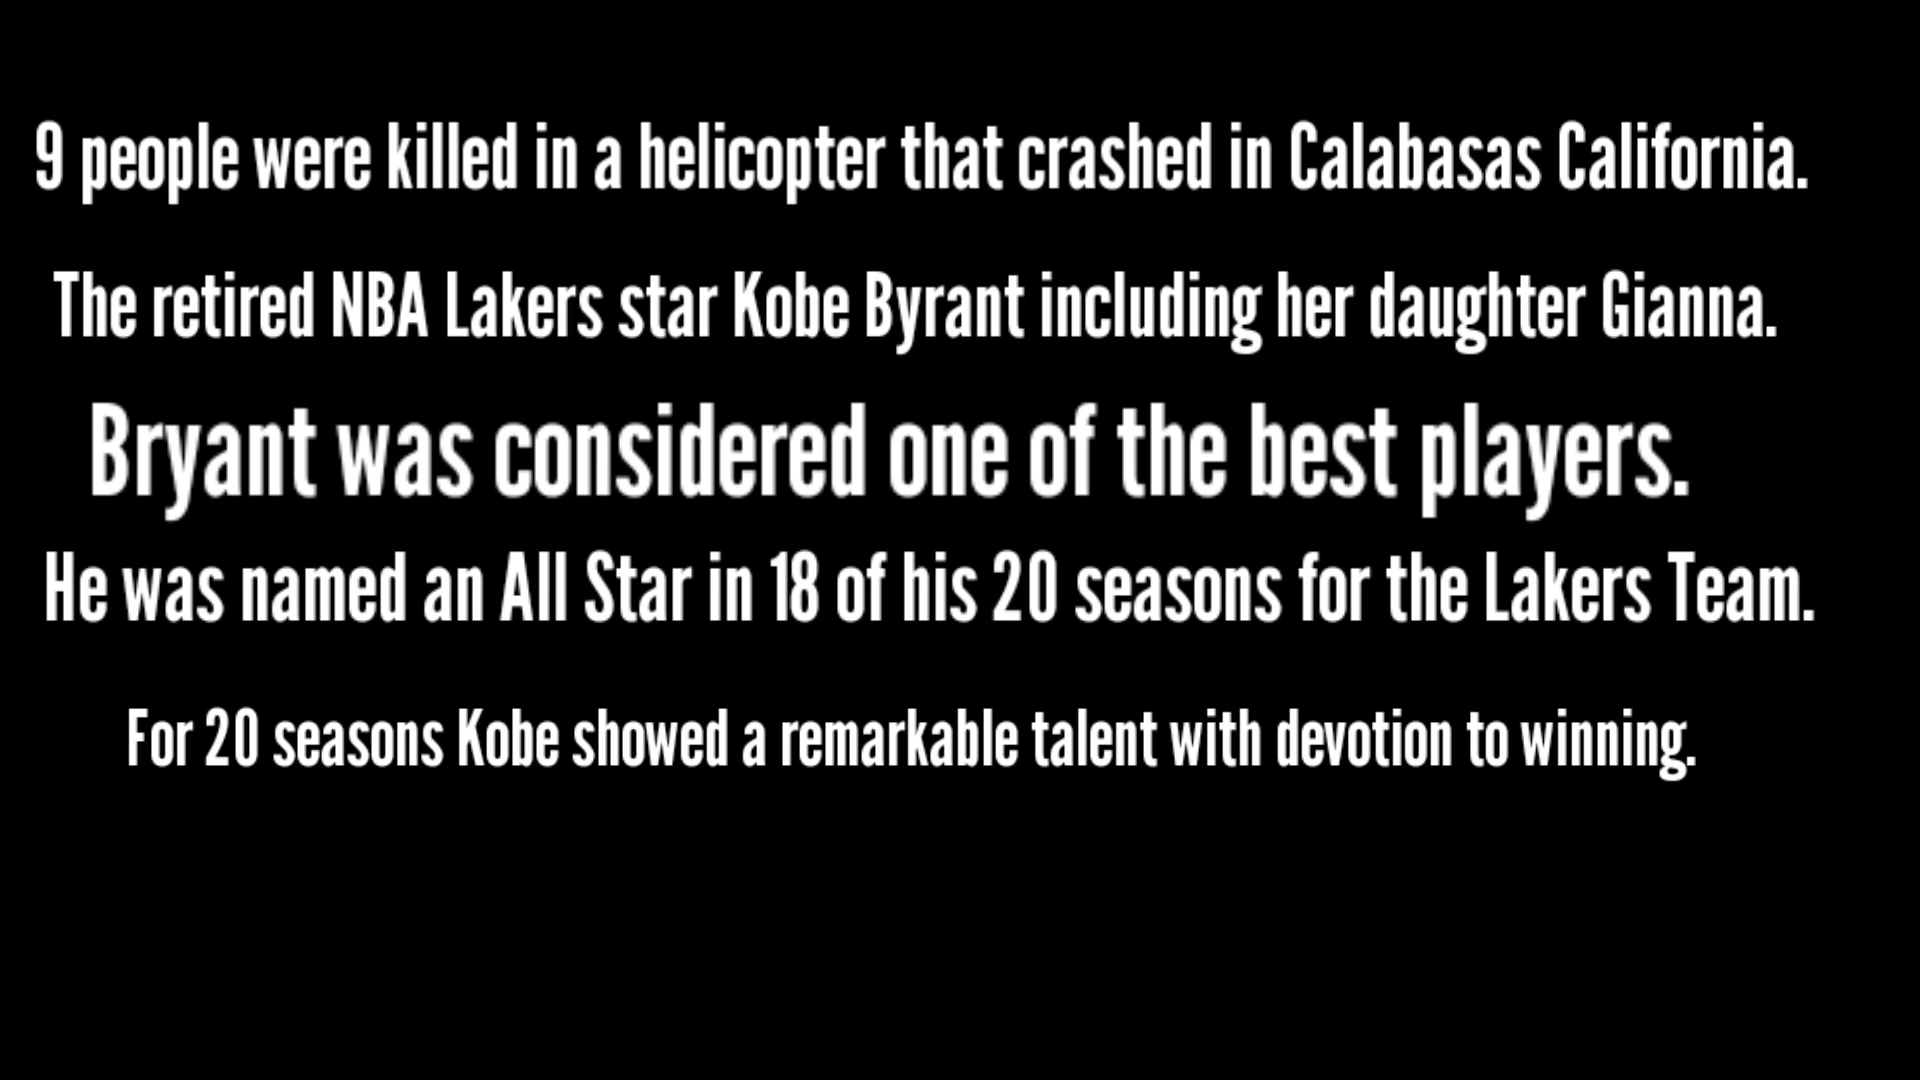 9 people were killed in a helicopter that crashed in Calabasas California.
The retired NBA Lakers star Kobe Byrant including her daughter Gianna.
Bryant was considered one of the best players.
He was named an All Star in 18 of his 20 seasons for the Lakers Team.
For 20 seasons Kobe showed a remarkable talent with devotion to winning.